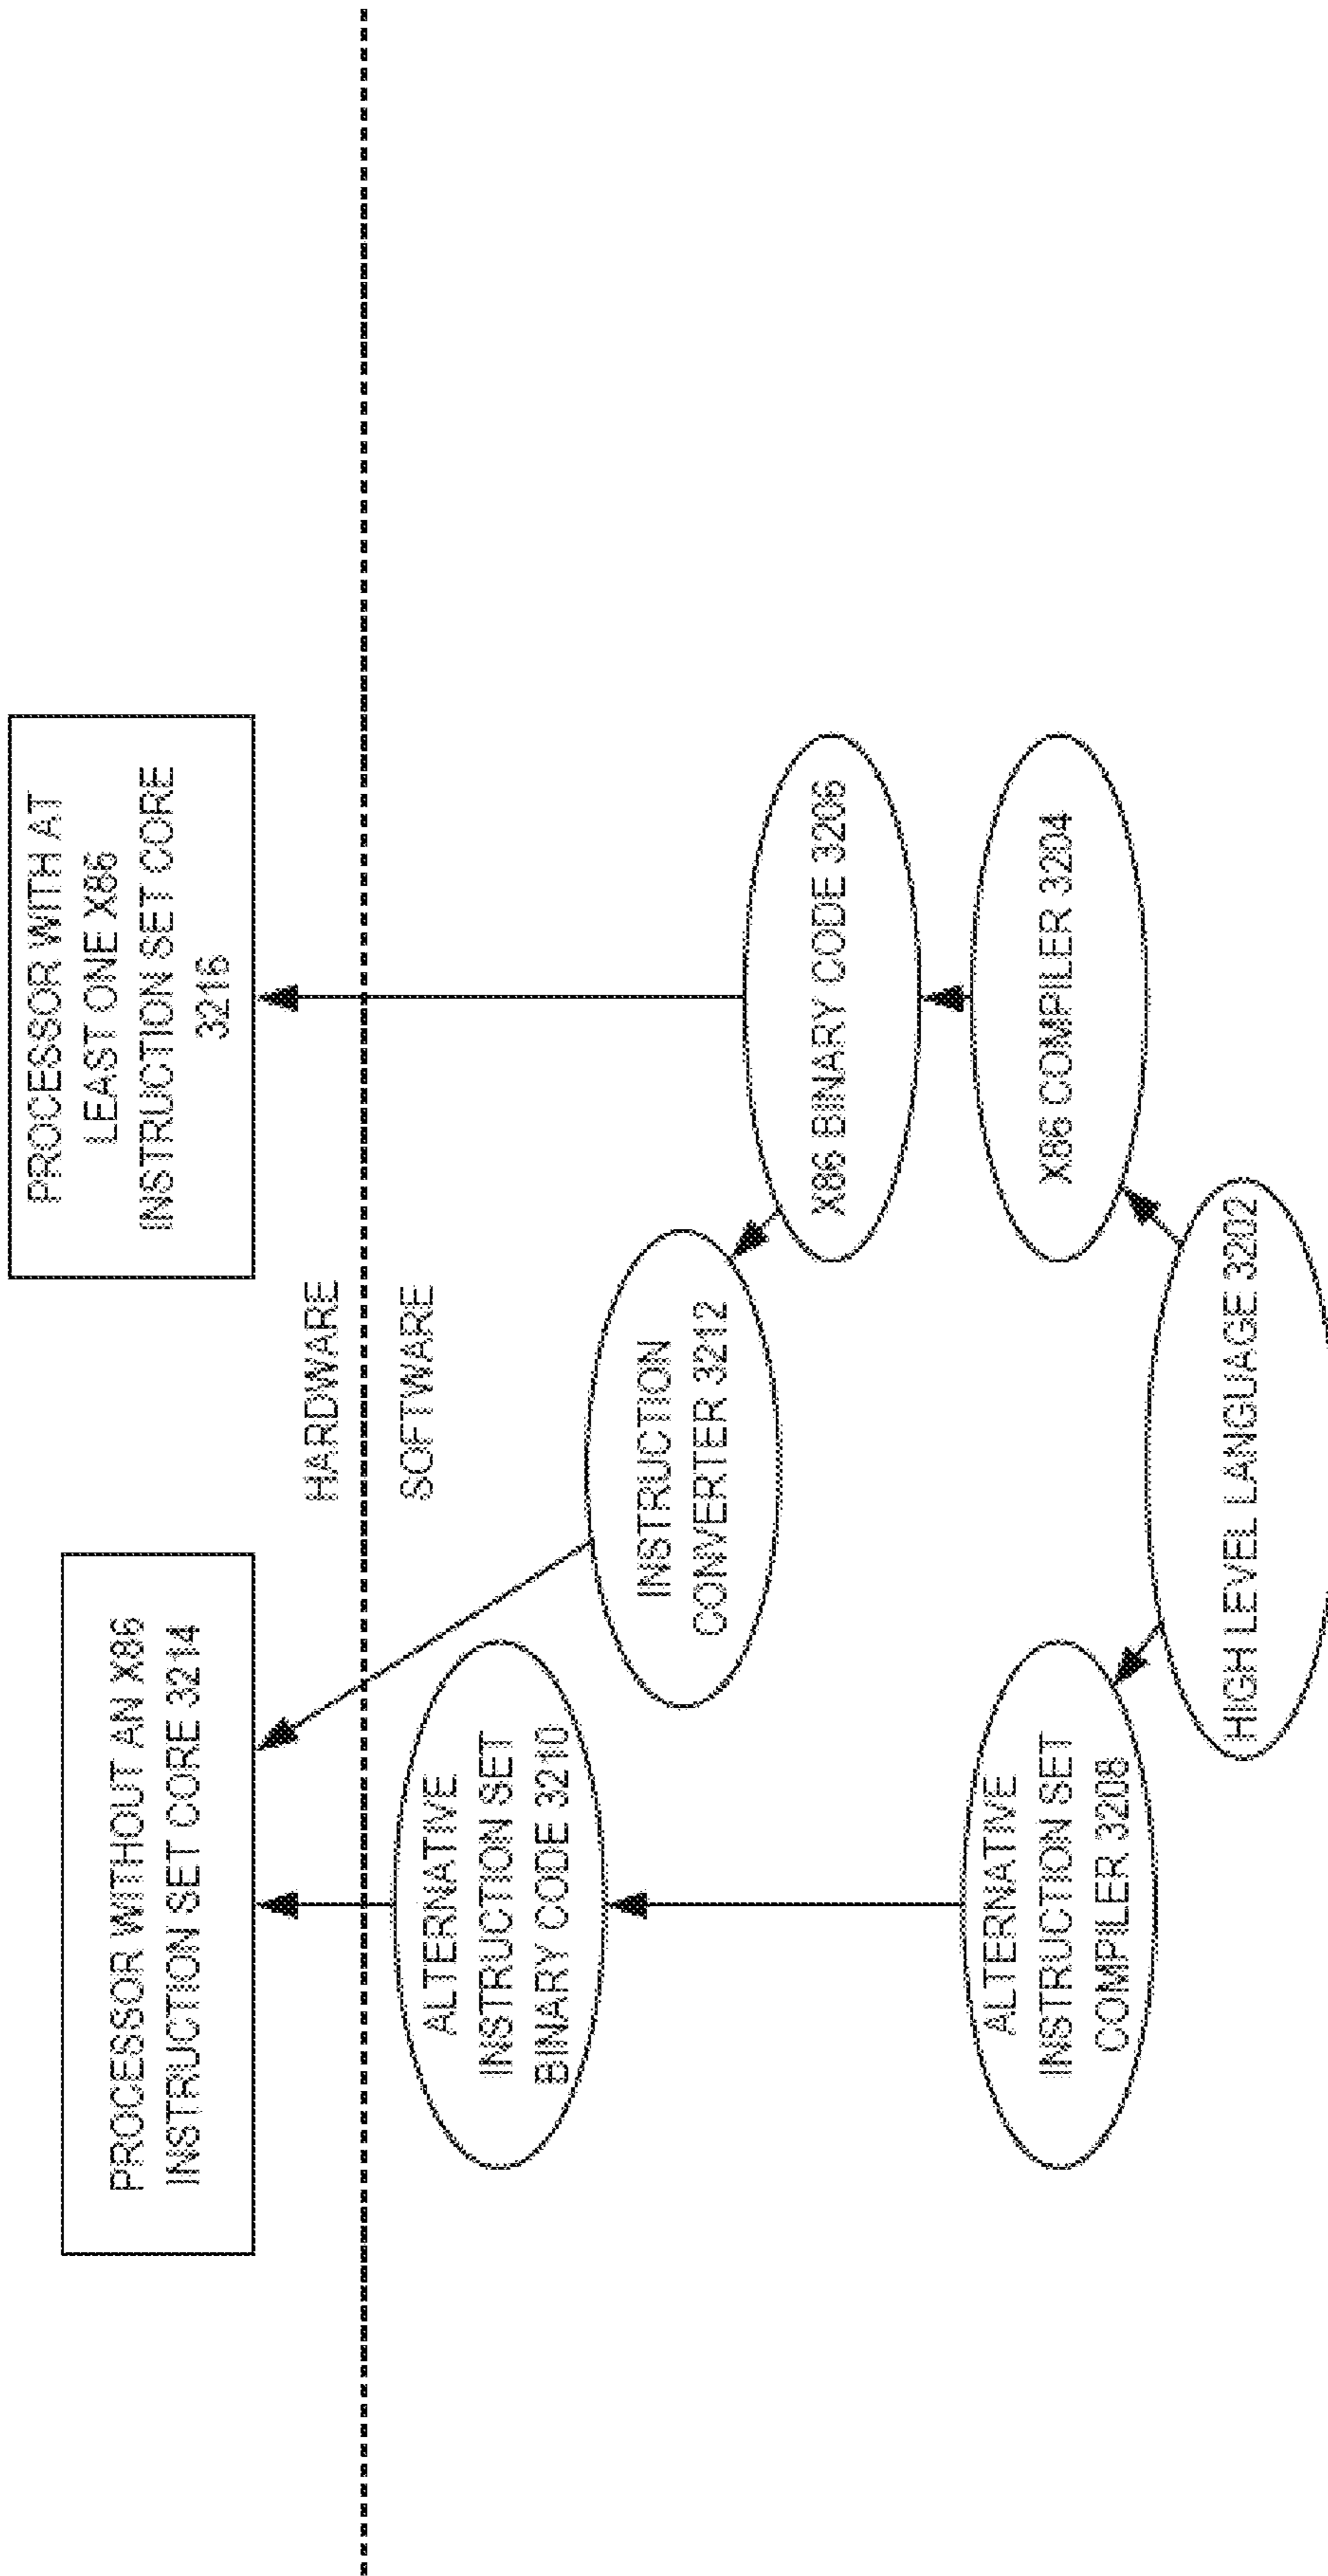 PROCESSOR WITHOUT AN X86
INSTRUCTION SET CORE 3214
PROCESSOR WITH AT
LEAST ONE X86
INSTRUCTION SET CORE
3216
HARDWARE
SOFTWARE
ALTERNATIVE
INSTRUCTION SET
BINARY CODE 3210
INSTRUCTION
CONVERTER 3212
X86 BINARY CODE 3206
ALTERNATIVE
INSTRUCTION SET
COMPILER 3208
X86 COMPILER 3204
HIGH LEVEL LANGUAGE 3202